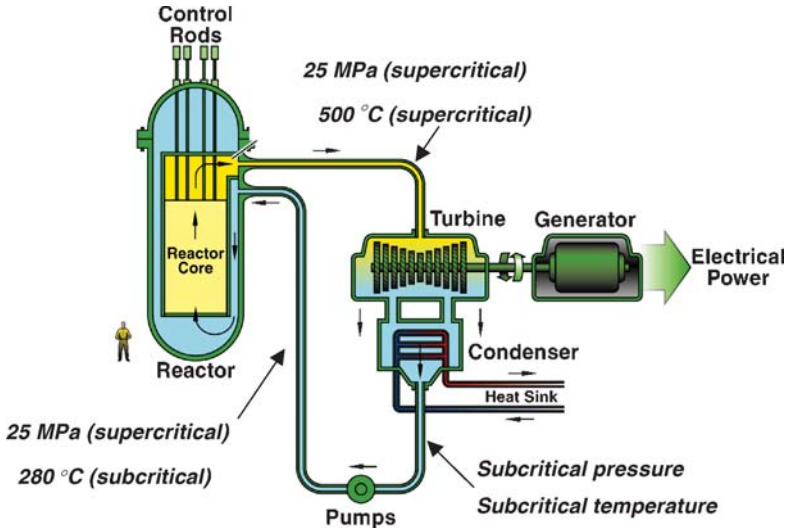 Control
Rods
25 MPa (supercritical)
500 °C (supercritical)
Turbine
Generator
Electrical
Power
Reactor
Core
Condenser
Reactor
Heat Sink
25 MPa (supercritical)
280 °C (subcritical)
Subcritical pressure
Subcritical temperature
Pumps